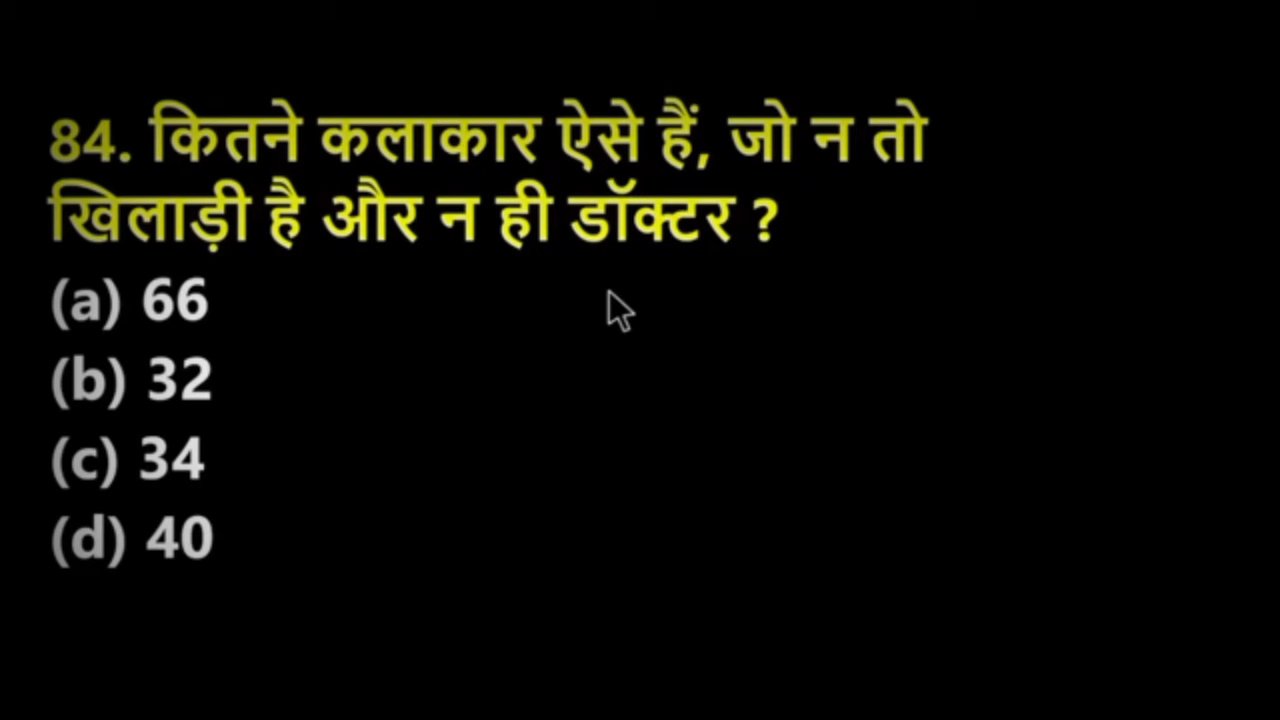 84. कितने कलाकार ऐसे हैं, जो न तो
खिलाड़ी है और न ही डॉक्टर ?
(a) 66
(b) 32
(c) 34
(d) 40